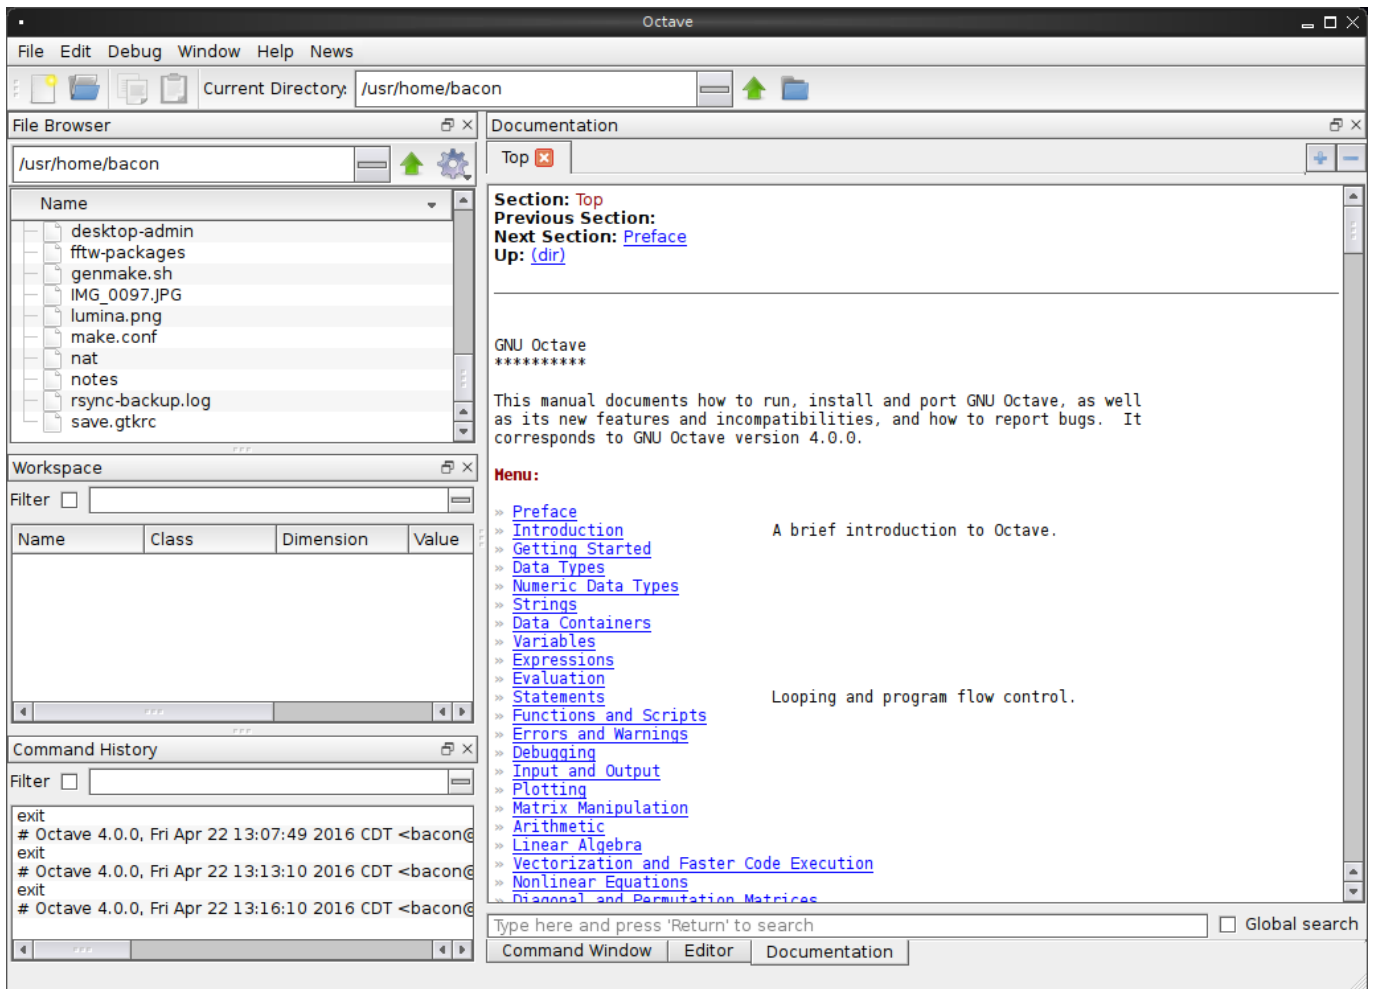 Octave
File Edit Debug Window Help News
Current Directory: /usr/home/bacon
File Browser
/usr/home/bacon
Name
desktop-admin
fftw-packages
genmake.sh
IMG_0097.JPG
lumina.png
make.conf
nat
notes
rsync-backup.log
save.gtkrc
Workspace
Filter
Name Class Dimension Value
Command History
Filter
exit
# Octave 4.0.0, Fri Apr 22 13:07:49 2016 CDT <bacon@
exit
# Octave 4.0.0, Fri Apr 22 13:13:10 2016 CDT <bacon@
exit
# Octave 4.0.0, Fri Apr 22 13:16:10 2016 CDT <bacon@
Documentation
Top
Section: Top
Previous Section:
Next Section: Preface
Up: (dir)
GNU Octave
**********
This manual documents how to run, install and port GNU Octave, as well
as its new features and incompatibilities, and how to report bugs. It
corresponds to GNU Octave version 4.0.0.
Menu:
» Preface
» Introduction A brief introduction to Octave.
» Getting Started
» Data Types
» Numeric Data Types
» Strings
» Data Containers
» Variables
» Expressions
» Evaluation
» Statements Looping and program flow control.
» Functions and Scripts
» Errors and Warnings
» Debugging
» Input and Output
» Plotting
» Matrix Manipulation
» Arithmetic
» Linear Algebra
» Vectorization and Faster Code Execution
» Nonlinear Equations
» Diagonal and Permutation Matrices
Type here and press 'Return' to search
Global search
Command Window Editor Documentation